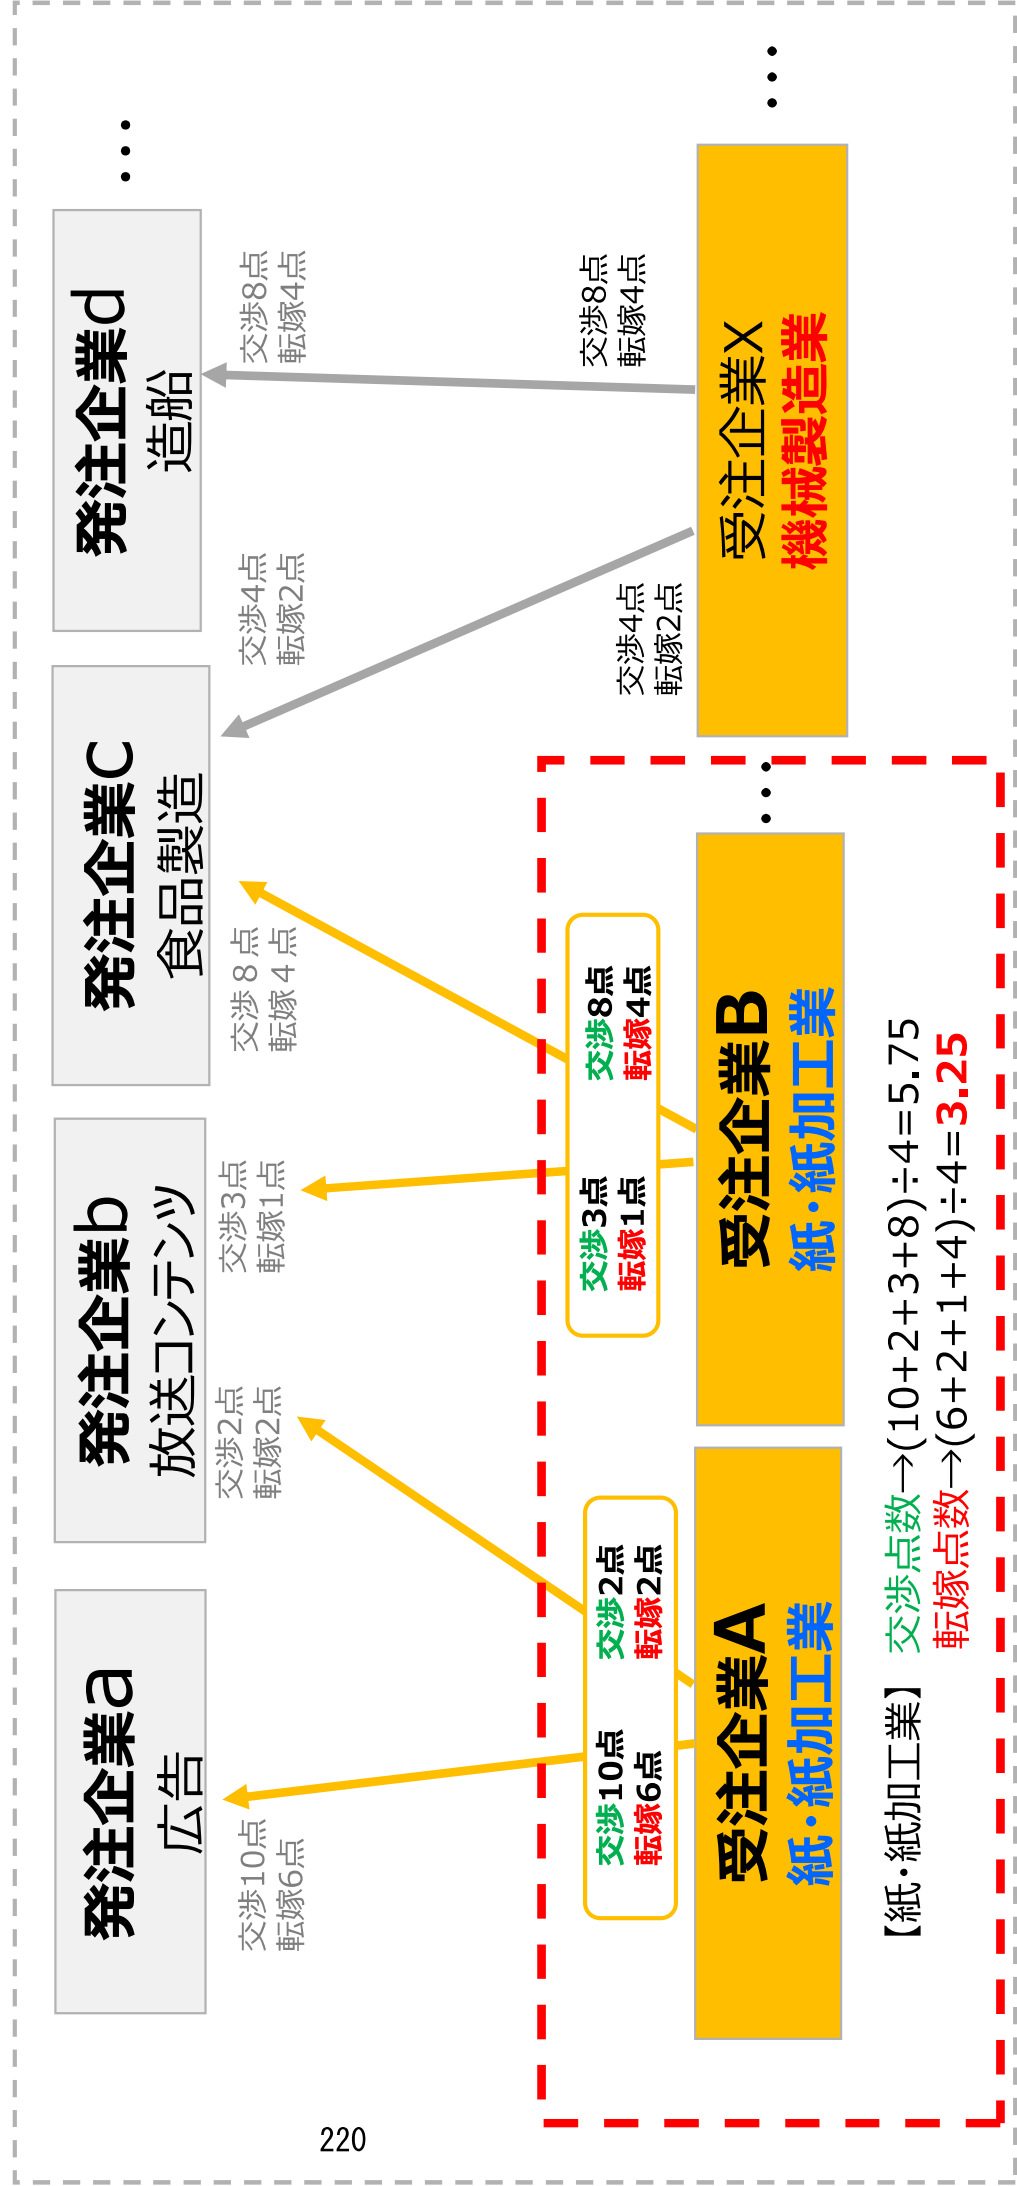 発注企業a
広告
発注企業b
放送コンテンツ
発注企業C
食品製造
発注企業d
造船
…
交渉10点
転嫁6点
交渉2点
転嫁2点
交渉3点
転嫁1点
交渉８点
転嫁４点
交渉4点
転嫁2点
交渉8点
転嫁4点
交渉10点
転嫁6点
交渉2点
転嫁2点
交渉3点
転嫁1点
交渉8点
転嫁4点
交渉4点
転嫁2点
交渉8点
転嫁4点
受注企業A
紙・紙加工業
受注企業B
紙・紙加工業
…
受注企業X
機械製造業
…
【紙・紙加工業】 交渉点数→(10+2+3+8)÷4=5.75
転嫁点数→(6+2+1+4)÷4=3.25
220